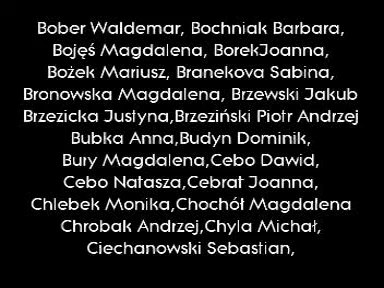 Bober Waldemar, Bochniak Barbara,
Bojęś Magdalena, BorekJoanna,
Bożek Mariusz, Branekova Sabina,
Bronowska Magdalena, Brzewski Jakub
Brzezicka Justyna,Brzeziński Piotr Andrzej
Bubka Anna,Budyn Dominik,
Bury Magdalena,Cebo Dawid,
Cebo Natasza,Cebrat Joanna,
Chlebek Monika,Chochół Magdalena
Chrobak Andrzej,Chyla Michał,
Ciechanowski Sebastian,